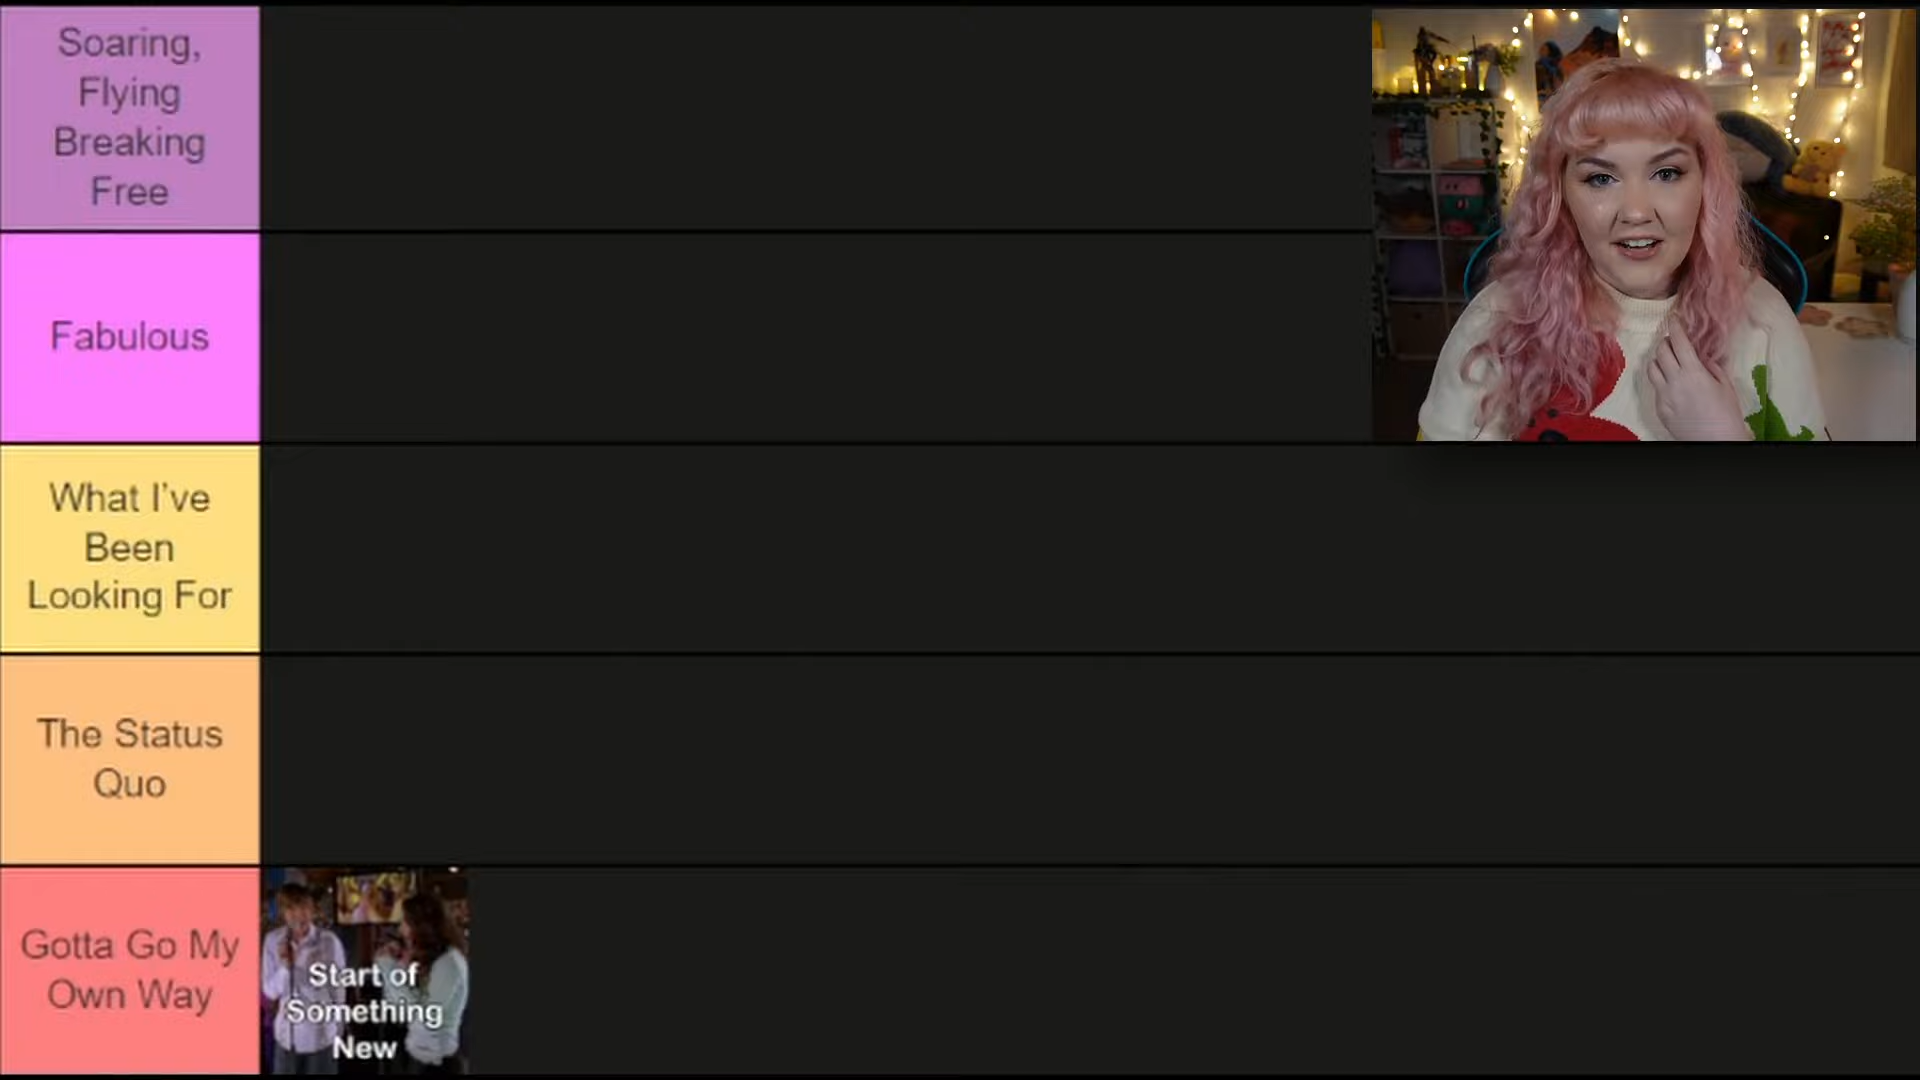 Soaring,
Flying
Breaking
Free
Fabulous
What I've
Been
Looking For
The Status
Quo
Gotta Go My
Own Way
Start of
Something
New